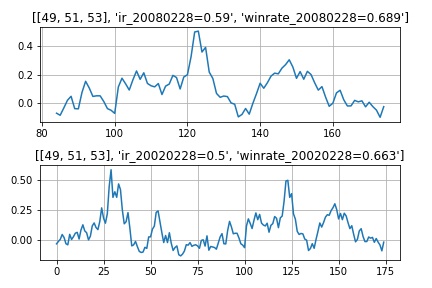 [[49, 51, 53], 'ir_20080228=0.59', 'winrate_20080228=0.689']
0.4
0.2
0.0
80 100 120 140 160
[[49, 51, 53], 'ir_20020228=0.5', 'winrate_20020228=0.663']
0.50
0.25
0.00
0 25 50 75 100 125 150 175